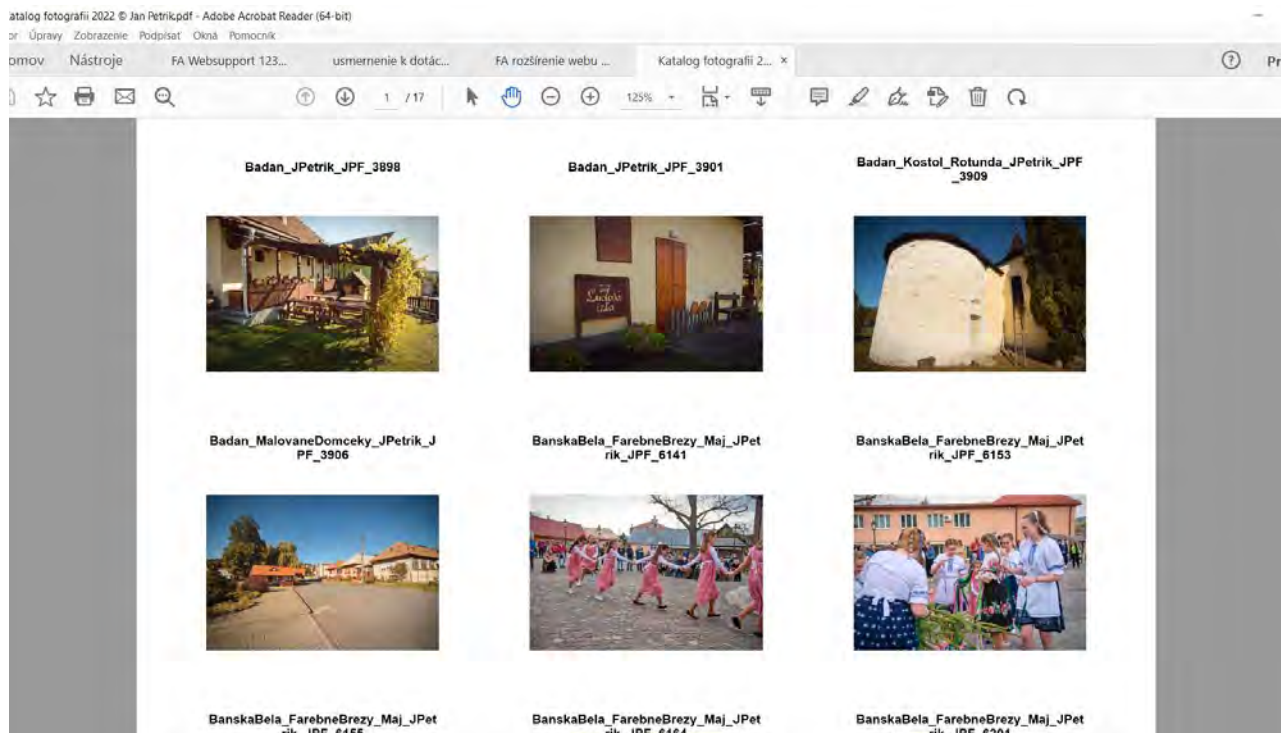 atalog fotografii 2022 © Jan Petrik.pdf - Adobe Acrobat Reader (64-bit)
or Úpravy Zobrazenie Podpísať Okná Pomocník
omov Nástroje FA Websupport 123... usmernenie k dotác... FA rozšírenie webu ... Katalog fotografii 2... × ? Pr
1 / 17 125%
Badan_JPetrik_JPF_3898 Badan_JPetrik_JPF_3901 Badan_Kostol_Rotunda_JPetrik_JPF
_3909
Badan_MalovaneDomceky_JPetrik_J BanskaBela_FarebneBrezy_Maj_JPet BanskaBela_FarebneBrezy_Maj_JPet
PF_3906 rik_JPF_6141 rik_JPF_6153
BanskaBela_FarebneBrezy_Maj_JPet BanskaBela_FarebneBrezy_Maj_JPet BanskaBela_FarebneBrezy_Maj_JPet